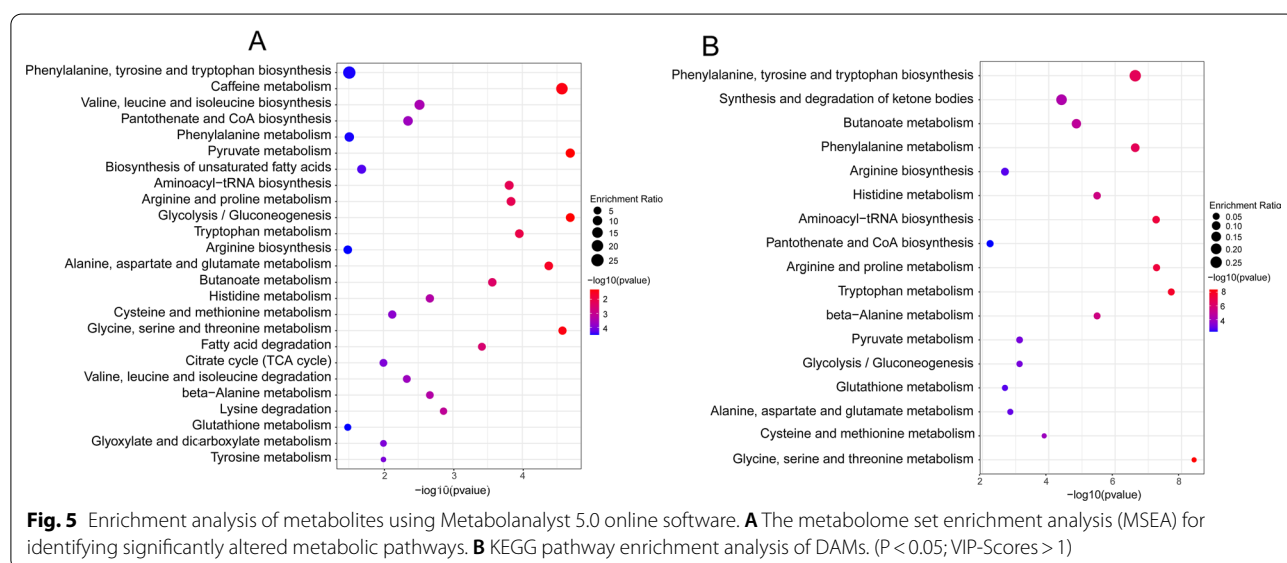 A
Phenylalanine, tyrosine and tryptophan biosynthesis
Caffeine metabolism
Valine, leucine and isoleucine biosynthesis
Pantothenate and CoA biosynthesis
Phenylalanine metabolism
Pyruvate metabolism
Biosynthesis of unsaturated fatty acids
Aminoacyl−tRNA biosynthesis
Arginine and proline metabolism
Glycolysis / Gluconeogenesis
Tryptophan metabolism
Arginine biosynthesis
Alanine, aspartate and glutamate metabolism
Butanoate metabolism
Histidine metabolism
Cysteine and methionine metabolism
Glycine, serine and threonine metabolism
Fatty acid degradation
Citrate cycle (TCA cycle)
Valine, leucine and isoleucine degradation
beta−Alanine metabolism
Lysine degradation
Glutathione metabolism
Glyoxylate and dicarboxylate metabolism
Tyrosine metabolism
2 3 4
−log10(pvaiue)
Enrichment Ratio
5
10
15
20
25
−log10(pvalue)
2
3
4
B
Phenylalanine, tyrosine and tryptophan biosynthesis
Synthesis and degradation of ketone bodies
Butanoate metabolism
Phenylalanine metabolism
Arginine biosynthesis
Histidine metabolism
Aminoacyl−tRNA biosynthesis
Pantothenate and CoA biosynthesis
Arginine and proline metabolism
Tryptophan metabolism
beta−Alanine metabolism
Pyruvate metabolism
Glycolysis / Gluconeogenesis
Glutathione metabolism
Alanine, aspartate and glutamate metabolism
Cysteine and methionine metabolism
Glycine, serine and threonine metabolism
2 4 6 8
−log10(pvalue)
Enrichment Ratio
0.05
0.10
0.15
0.20
0.25
−log10(pvalue)
8
6
4
Fig. 5 Enrichment analysis of metabolites using Metabolanalyst 5.0 online software. A The metabolome set enrichment analysis (MSEA) for
identifying significantly altered metabolic pathways. B KEGG pathway enrichment analysis of DAMs. (P < 0.05; VIP-Scores > 1)